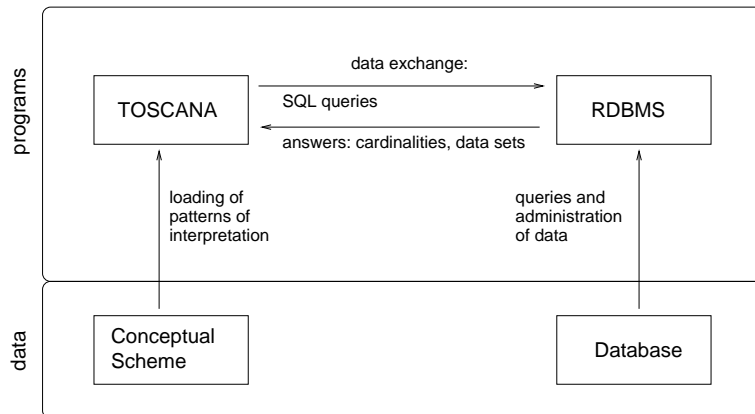 programs
data exchange:
TOSCANA
SQL queries
RDBMS
answers: cardinalities, data sets
loading of
patterns of
interpretation
queries and
administration
of data
data
Conceptual
Scheme
Database